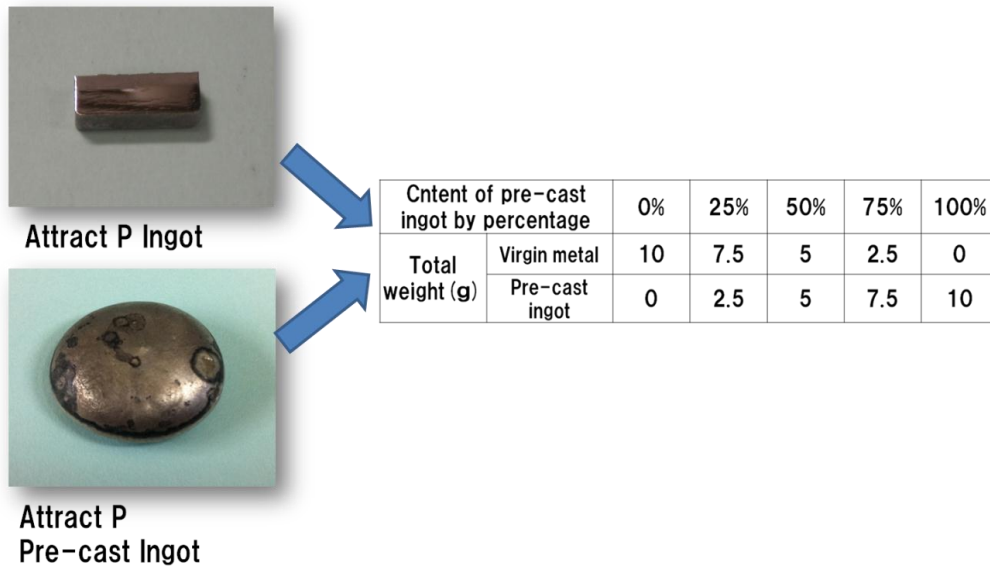 Attract P Ingot
Attract P
Pre-cast Ingot
Cntent of pre-cast
ingot by percentage
0% 25% 50% 75% 100%
Total
weight(g)
Virgin metal 10 7.5 5 2.5 0
Pre-cast
ingot
0 2.5 5 7.5 10